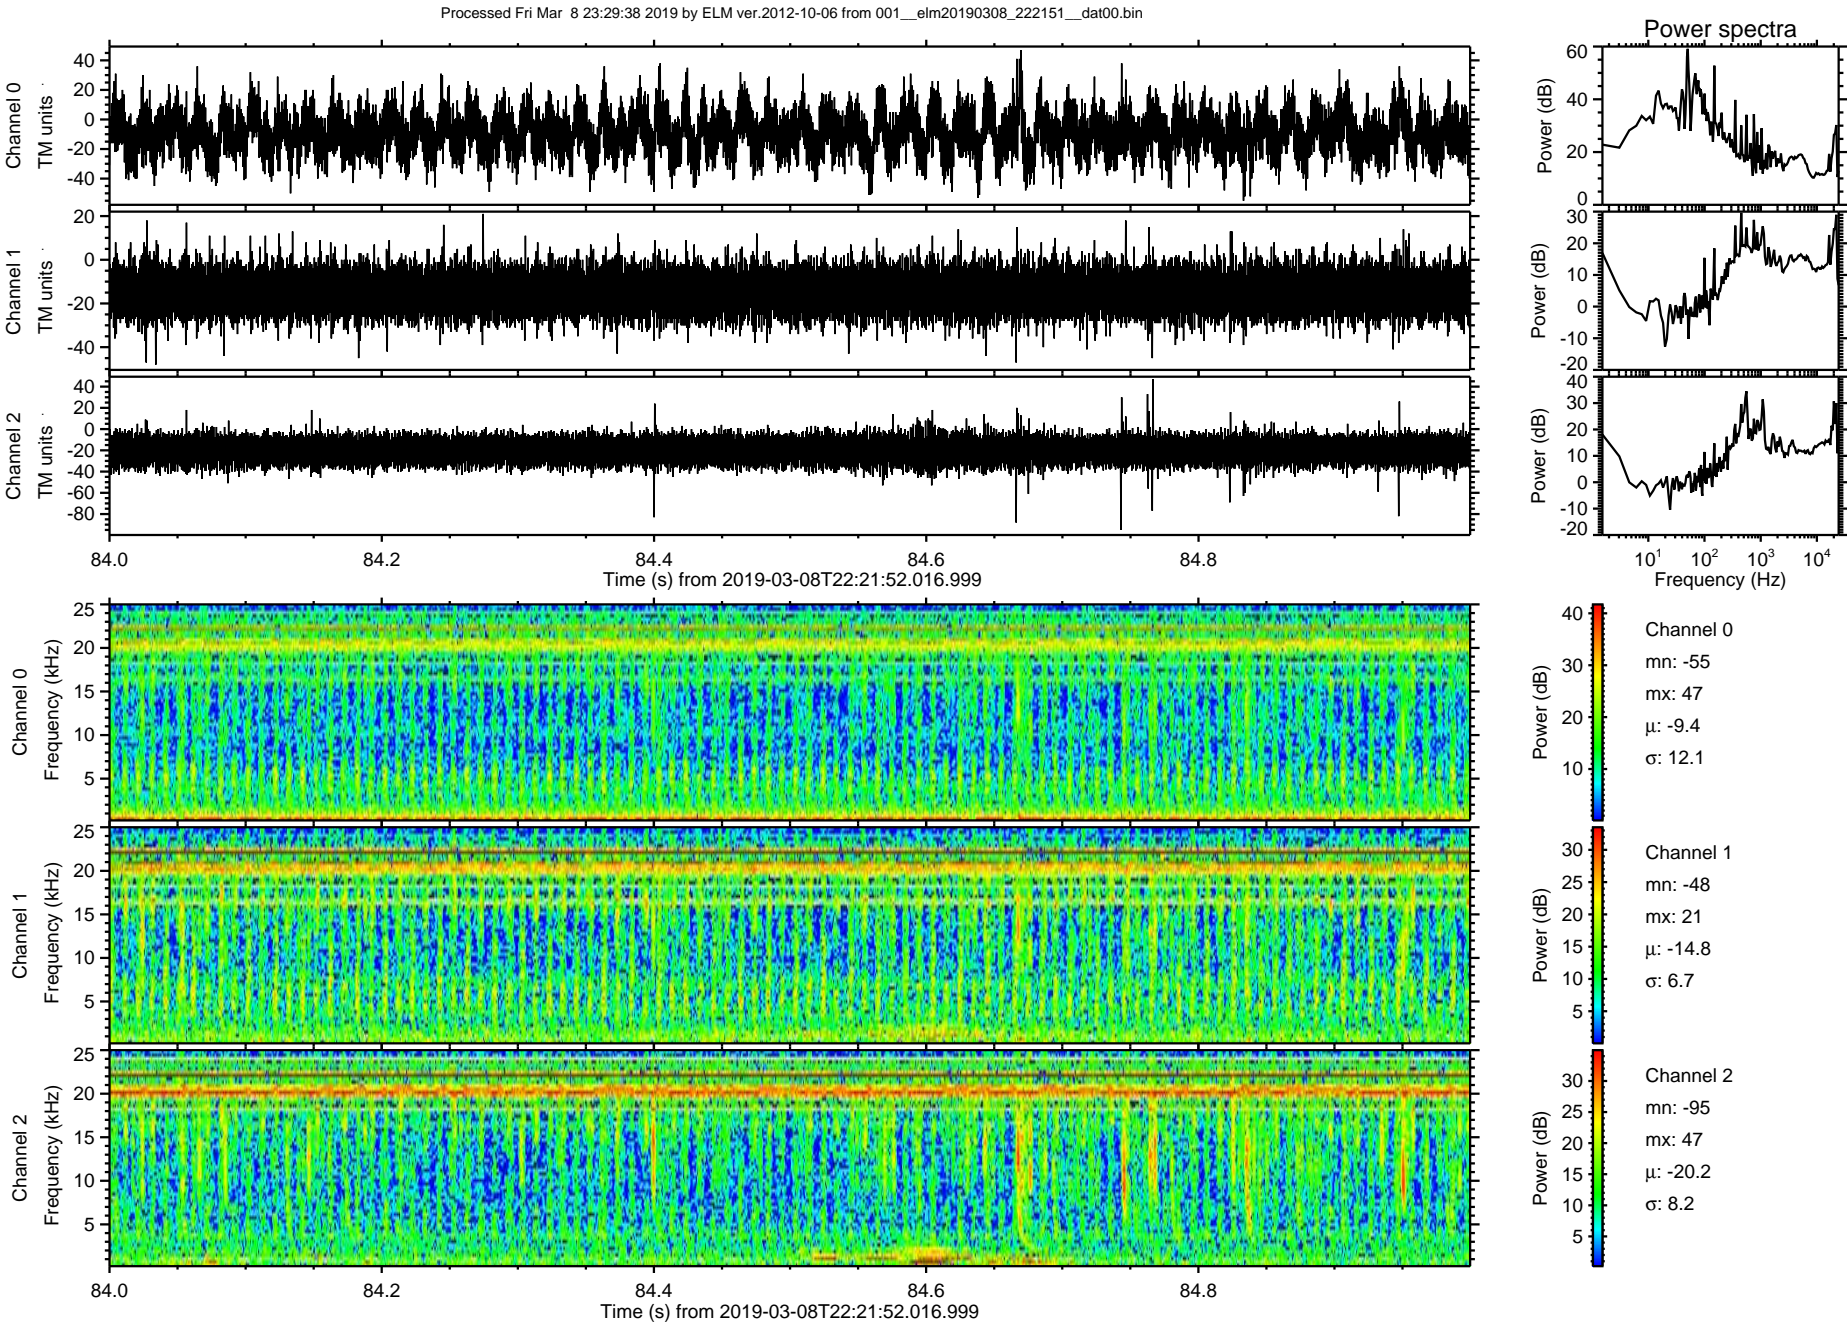 Processed Fri Mar 8 23:29:38 2019 by ELM ver.2012-10-06 from 001__elm20190308_222151__dat00.bin
Power spectra
Channel 0
TM units
40
20
0
-20
-40
Power (dB)
60
40
20
0
Channel 1
TM units
20
0
-20
-40
Power (dB)
30
20
10
0
-10
-20
Channel 2
TM units
40
20
0
-20
-40
-60
-80
Power (dB)
40
30
20
10
0
-10
-20
84.0 84.2 84.4 84.6 84.8
Time (s) from 2019-03-08T22:21:52.016.999
10^1 10^2 10^3 10^4
Frequency (Hz)
Channel 0
Frequency (kHz)
25
20
15
10
5
Power (dB)
40
30
20
10
Channel 0
mn: -55
mx: 47
μ: -9.4
σ: 12.1
Channel 1
Frequency (kHz)
25
20
15
10
5
Power (dB)
30
25
20
15
10
5
Channel 1
mn: -48
mx: 21
μ: -14.8
σ: 6.7
Channel 2
Frequency (kHz)
25
20
15
10
5
Power (dB)
30
25
20
15
10
5
Channel 2
mn: -95
mx: 47
μ: -20.2
σ: 8.2
84.0 84.2 84.4 84.6 84.8
Time (s) from 2019-03-08T22:21:52.016.999